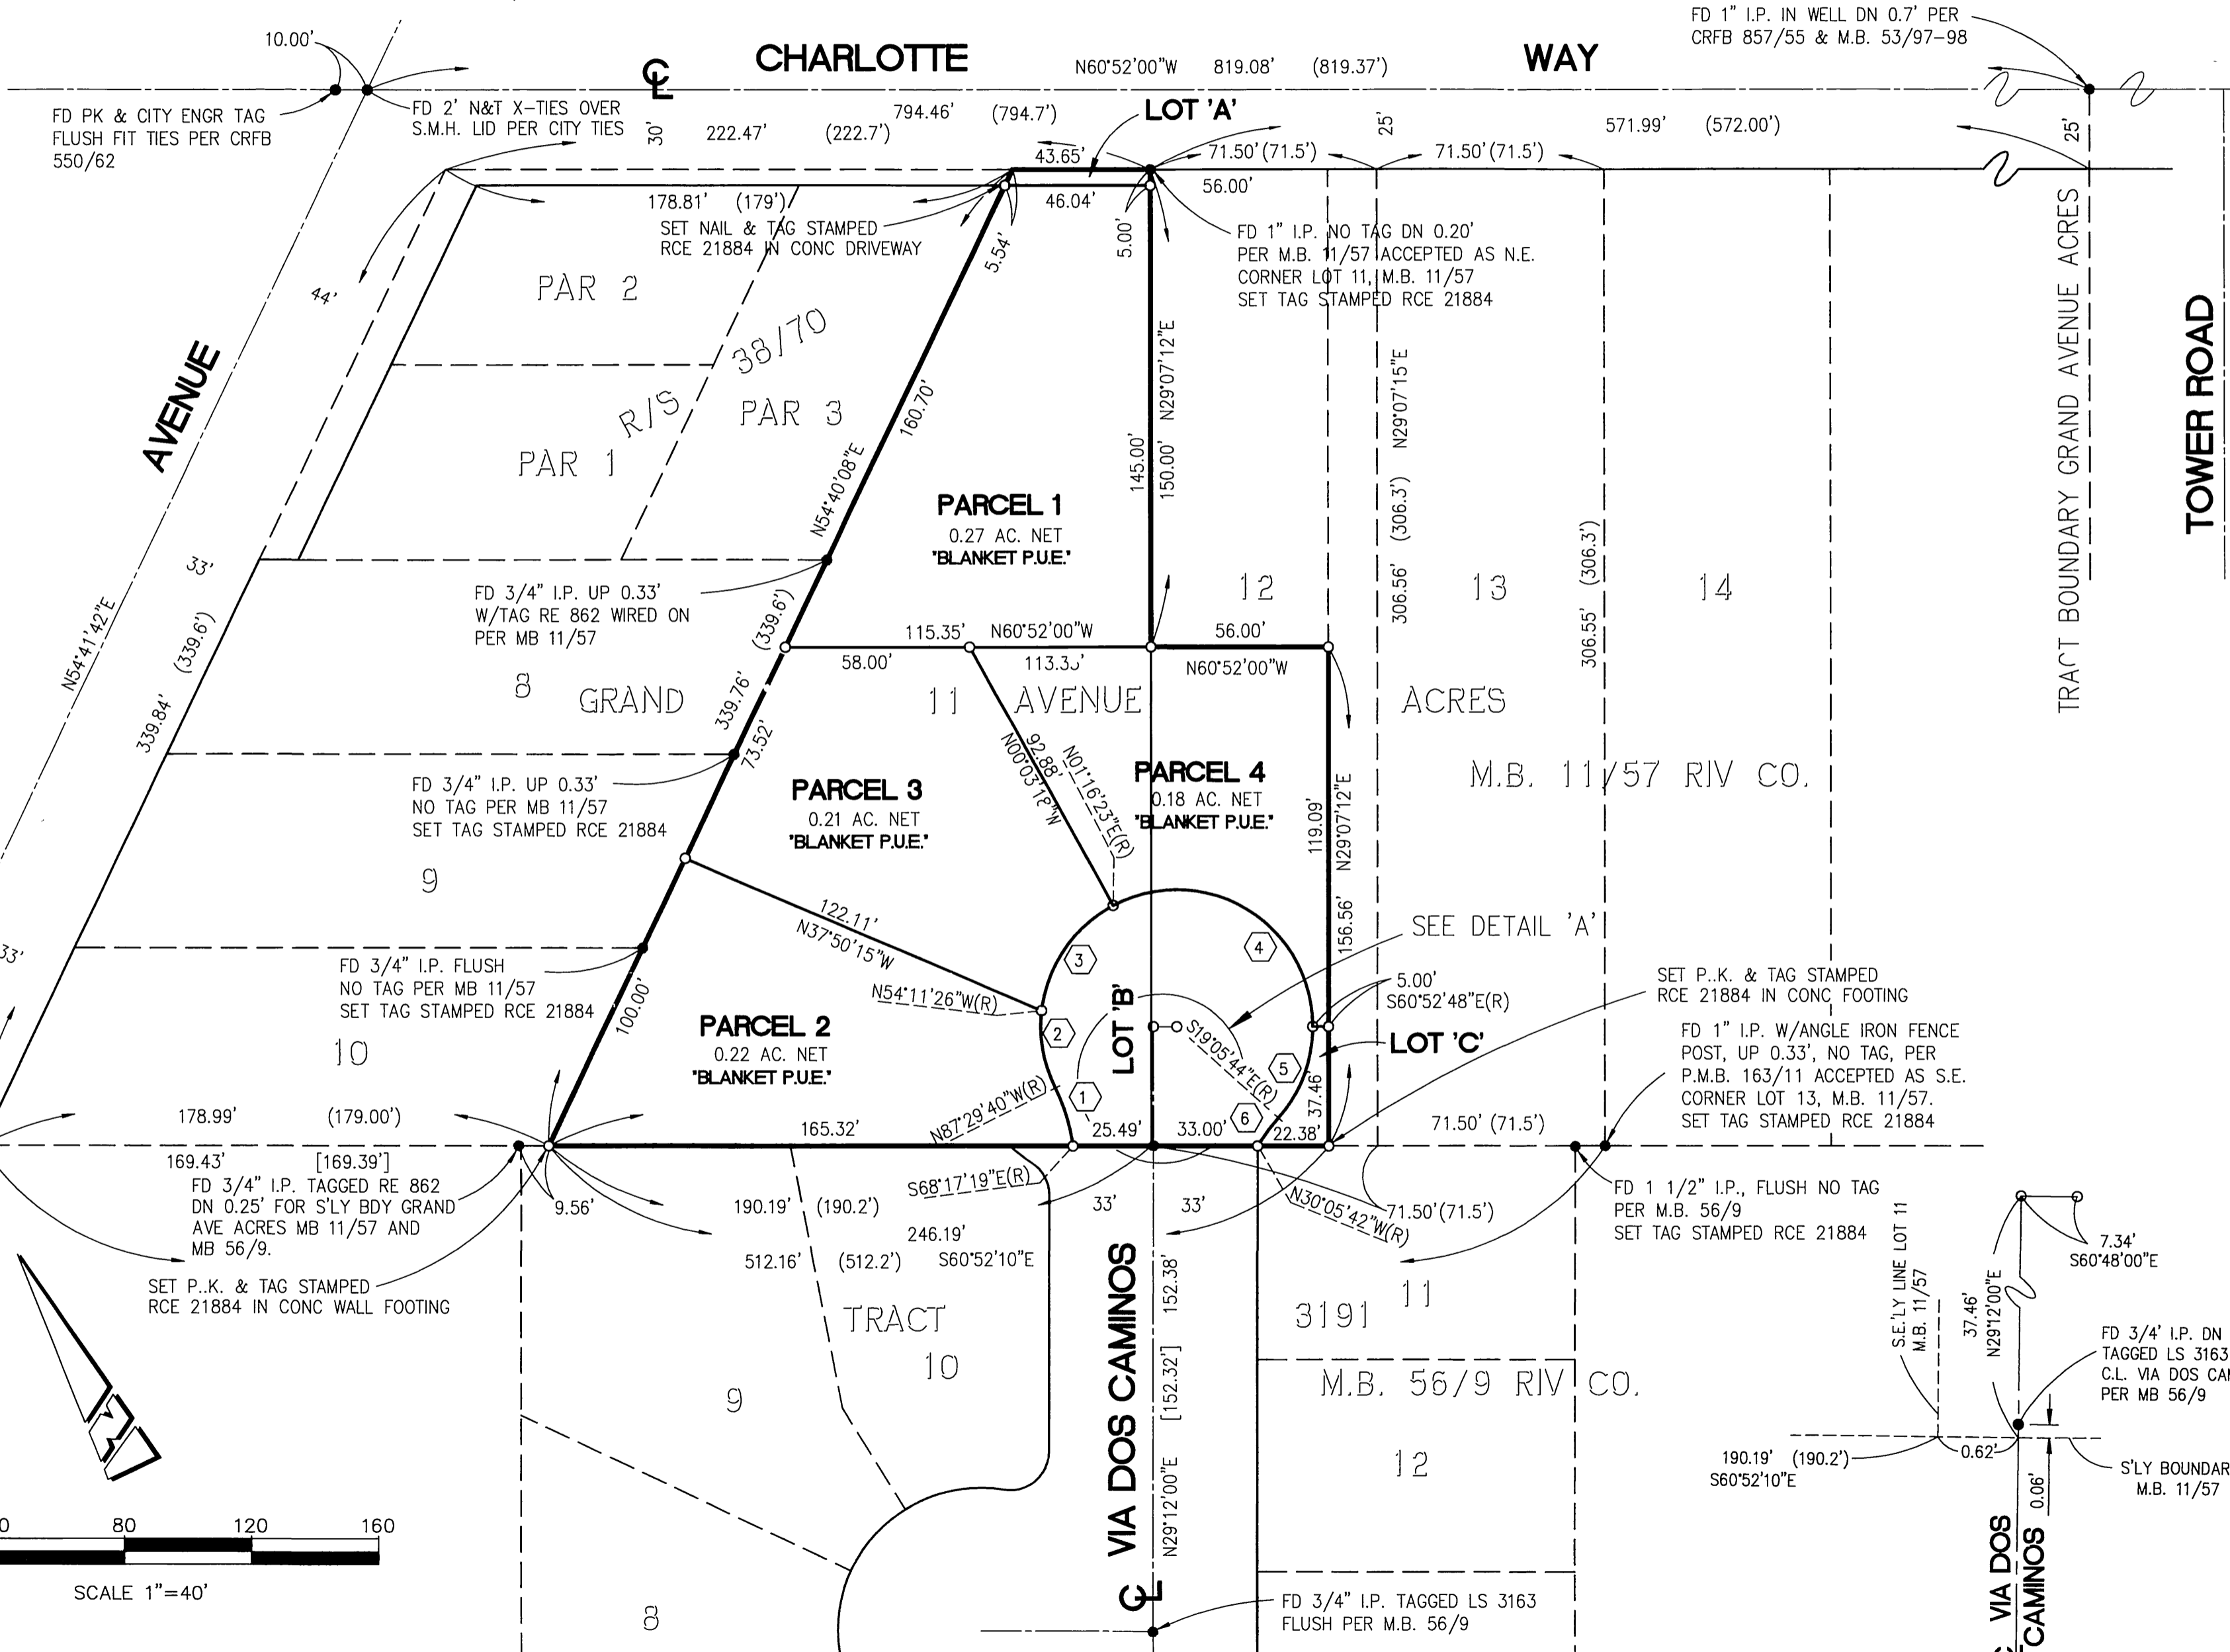 10.00'
CHARLOTTE WAY
N60°52'00"W 819.08' (819.37')
FD 1" I.P. IN WELL DN 0.7' PER
CRFB 857/55 & M.B. 53/97-98
FD PK & CITY ENGR TAG
FLUSH FIT TIES PER CRFB
550/62
FD 2' N&T X-TIES OVER
S.M.H. LID PER CITY TIES
30'
794.46' (794.7')
222.47' (222.7')
LOT 'A'
25'
571.99' (572.00')
25'
43.65'
71.50' (71.5')
71.50' (71.5')
178.81' (179')
46.04'
56.00'
SET NAIL & TAG STAMPED
RCE 21884 IN CONC DRIVEWAY
5.54'
5.00'
FD 1" I.P. NO TAG DN 0.20'
PER M.B. 11/57 ACCEPTED AS N.E.
CORNER LOT 11, M.B. 11/57
SET TAG STAMPED RCE 21884
44'
PAR 2
38/70
R/S
PAR 3
PAR 1
AVENUE
160.70'
N54°40'08"E
145.00'
150.00' N29°07'12"E
306.56' (306.3') N29°07'15"E
306.55' (306.3')
TRACT BOUNDARY GRAND AVENUE ACRES
TOWER ROAD
PARCEL 1
0.27 AC. NET
"BLANKET P.U.E."
33'
N54°41'42"E
339.84' (339.6')
FD 3/4" I.P. UP 0.33'
W/TAG RE 862 WIRED ON
PER MB 11/57
(339.6')
339.76'
73.52'
12
13
14
115.35' N60°52'00"W
58.00'
56.00'
N60°52'00"W
8
GRAND
11
AVENUE
ACRES
92.88'
N01°16'23"E(R)
M.B. 11/57 RIV CO.
FD 3/4" I.P. UP 0.33'
NO TAG PER MB 11/57
SET TAG STAMPED RCE 21884
PARCEL 3
0.21 AC. NET
"BLANKET P.U.E."
PARCEL 4
0.18 AC. NET
"BLANKET P.U.E."
119.09'
156.56' N29°07'12"E
9
122.11'
N37°50'15"W
N54°11'26"W(R)
3
4
SEE DETAIL 'A'
33'
FD 3/4" I.P. FLUSH
NO TAG PER MB 11/57
SET TAG STAMPED RCE 21884
100.00'
5.00'
S60°52'48"E(R)
SET P..K. & TAG STAMPED
RCE 21884 IN CONC FOOTING
10
PARCEL 2
0.22 AC. NET
"BLANKET P.U.E."
2
LOT 'B'
S19°05'44"E(R)
LOT 'C'
FD 1" I.P. W/ANGLE IRON FENCE
POST, UP 0.33', NO TAG, PER
P.M.B. 163/11 ACCEPTED AS S.E.
CORNER LOT 13, M.B. 11/57.
SET TAG STAMPED RCE 21884
5
37.46'
N87°29'40"W(R)
1
6
178.99' (179.00')
165.32'
25.49'
33.00'
22.38'
71.50' (71.5')
169.43' [169.39']
FD 3/4" I.P. TAGGED RE 862
DN 0.25' FOR S'LY BDY GRAND
AVE ACRES MB 11/57 AND
MB 56/9.
9.56'
S68°17'19"E(R)
190.19' (190.2')
246.19'
512.16' (512.2') S60°52'10"E
33'
33'
N30°05'42"W(R)
71.50' (71.5')
FD 1 1/2" I.P., FLUSH NO TAG
PER M.B. 56/9
SET TAG STAMPED RCE 21884
SET P..K. & TAG STAMPED
RCE 21884 IN CONC WALL FOOTING
TRACT
10
9
3191
11
M.B. 56/9 RIV CO.
12
VIA DOS CAMINOS
N29°12'00"E [152.32'] 152.38'
S.E.'LY LINE LOT 11
M.B. 11/57
37.46'
N29°12'00"E
7.34'
S60°48'00"E
FD 3/4' I.P. DN
TAGGED LS 3163
C.L. VIA DOS
PER MB 56/9
190.19' (190.2')
S60°52'10"E
0.62'
0.06'
S'LY
M.B. 11/57
VIA DOS
CAMINOS
0 80 120 160
SCALE 1"=40'
8
FD 3/4" I.P. TAGGED LS 3163
FLUSH PER M.B. 56/9